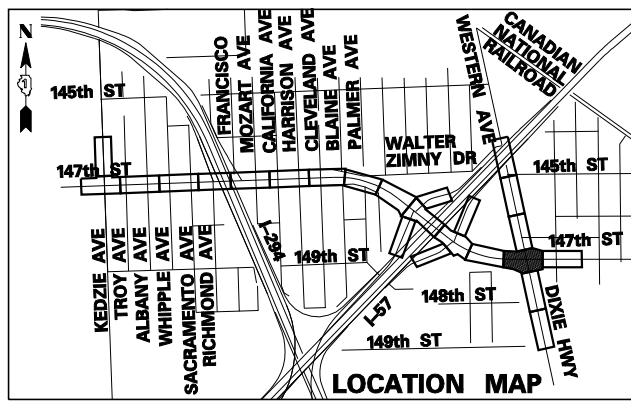 N
1
145th ST
147th ST
FRANCISCO
MOZART AVE
CALIFORNIA AVE
HARRISON AVE
CLEVELAND AVE
BLAINE AVE
PALMER AVE
WALTER
ZIMNY DR
WESTERN AVE
CANADIAN
NATIONAL
RAILROAD
145th ST
147th ST
KEDZIE AVE
TROY AVE
ALBANY AVE
WHIPPLE AVE
SACRAMENTO AVE
RICHMOND AVE
I-294
149th ST
I-57
148th ST
149th ST
DIXIE HWY
LOCATION MAP